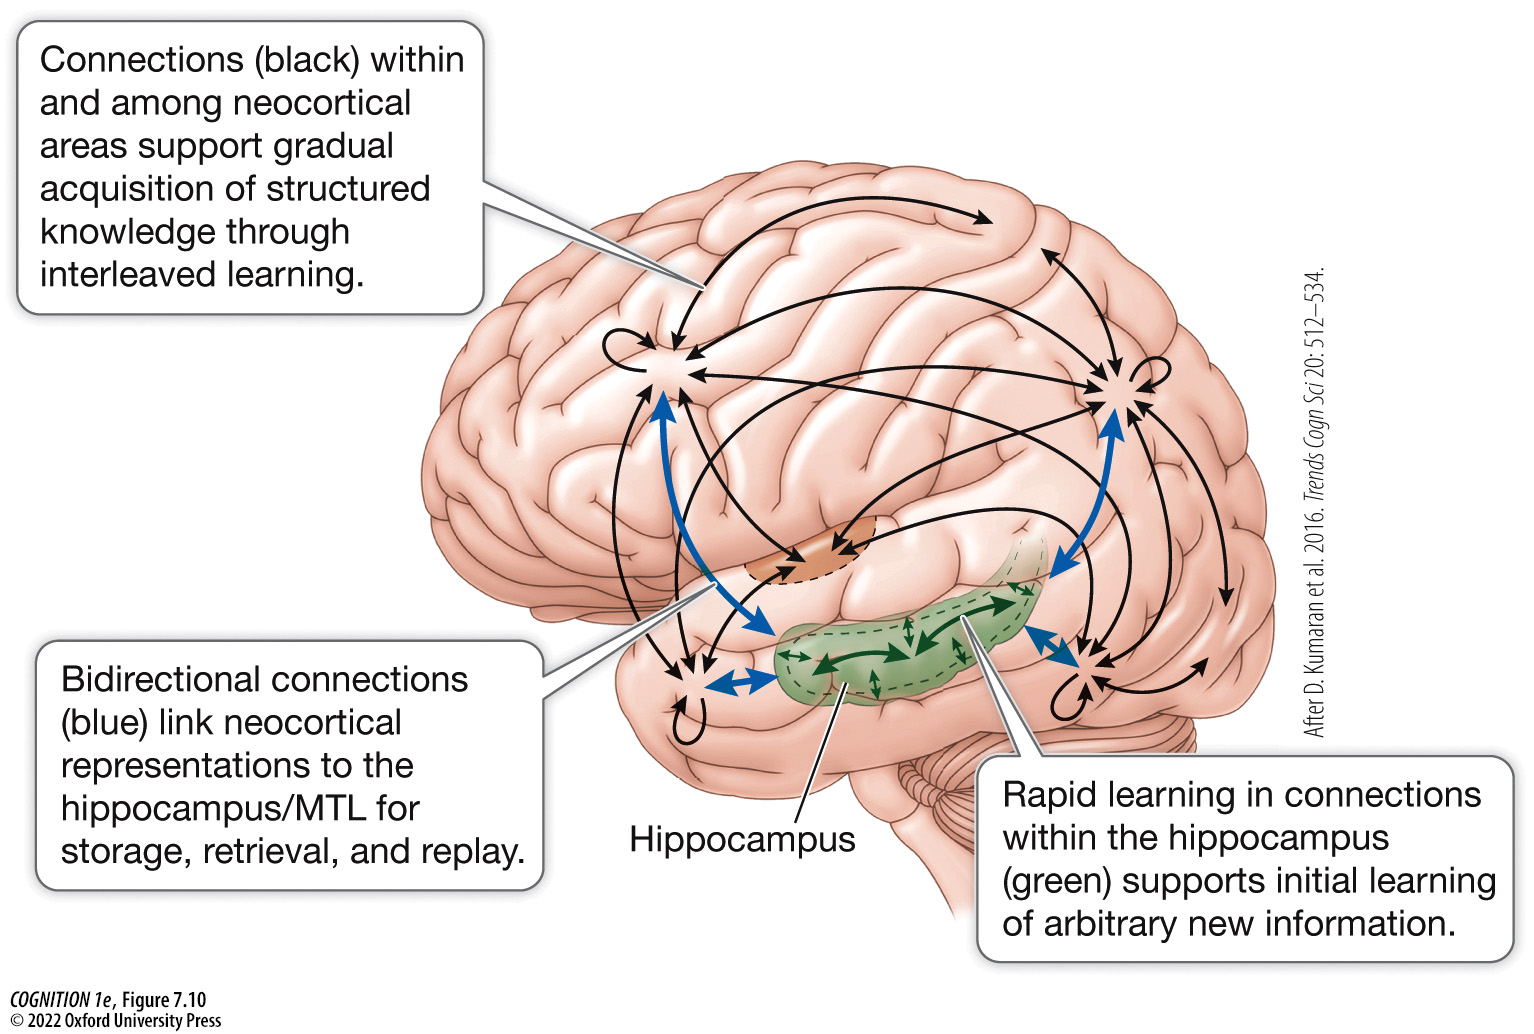 Connections (black) within
and among neocortical
areas support gradual
acquisition of structured
knowledge through
interleaved learning.
Bidirectional connections
(blue) link neocortical
representations to the
hippocampus/MTL for
storage, retrieval, and replay.
Hippocampus
Rapid learning in connections
within the hippocampus
(green) supports initial learning
of arbitrary new information.
After D. Kumaran et al. 2016. Trends Cogn Sci 20: 512–534.
COGNITION 1e, Figure 7.10
© 2022 Oxford University Press